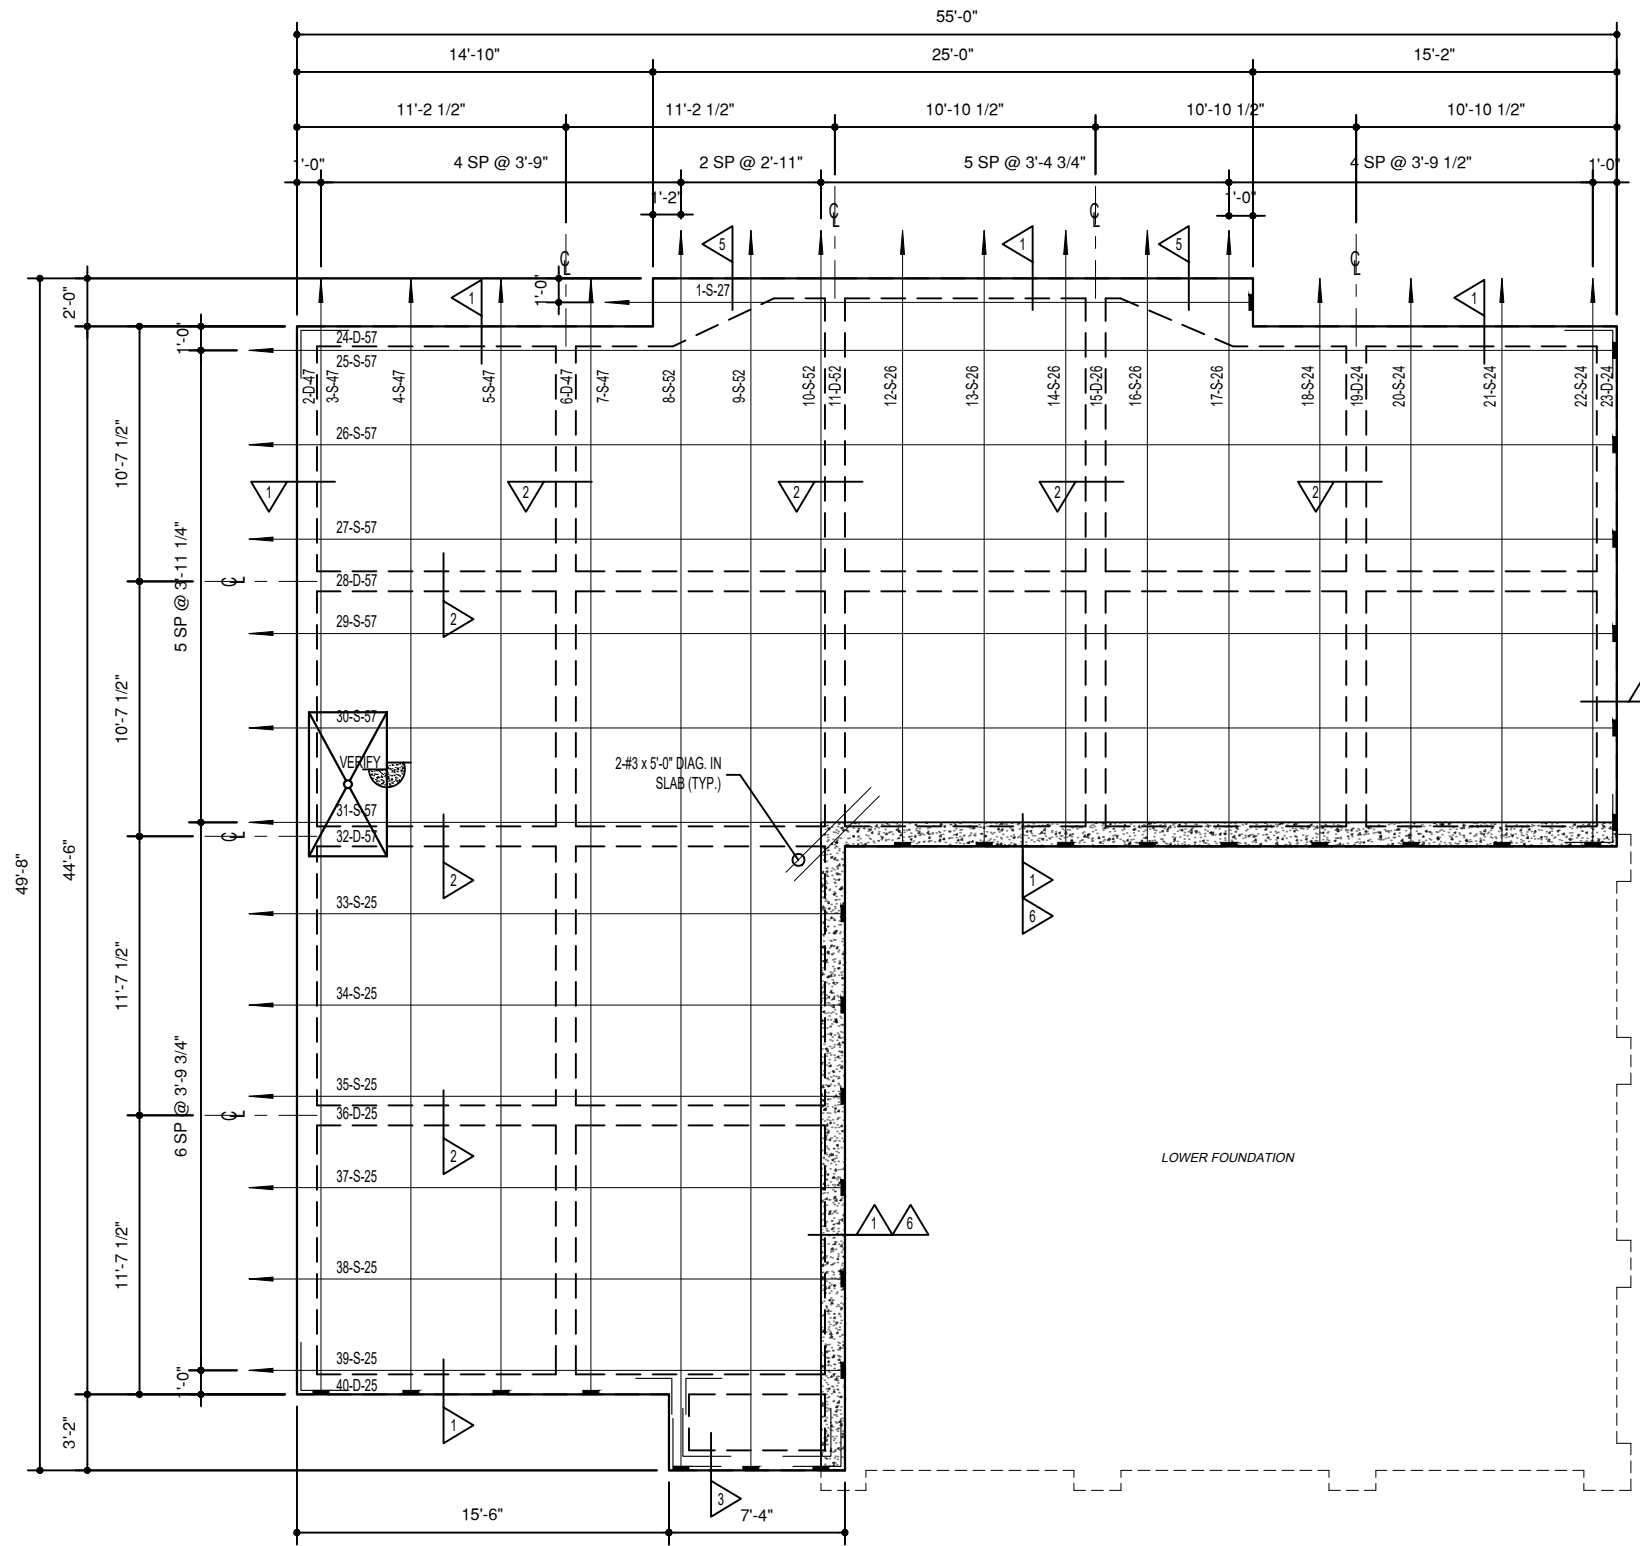 55'-0"
14'-10"
25'-0"
15'-2"
11'-2 1/2"
11'-2 1/2"
10'-10 1/2"
10'-10 1/2"
10'-10 1/2"
1'-0"
4 SP @ 3'-9"
2 SP @ 2'-11"
5 SP @ 3'-4 3/4"
4 SP @ 3'-9 1/2"
1'-0"
1'-2"
1'-0"
5
1
5
1
1
2'-0"
1'-0"
1'-0"
1-S-27
24-D-57
25-S-57
2-D-47
3-S-47
4-S-47
5-S-47
6-D-47
7-S-47
8-S-52
9-S-52
10-S-52
11-D-52
12-S-26
13-S-26
14-S-26
15-D-26
16-S-26
17-S-26
18-S-24
19-D-24
20-S-24
21-S-24
22-S-24
23-D-24
26-S-57
10'-7 1/2"
1
2
2
2
2
27-S-57
5 SP @ 3'-11 1/4"
28-D-57
2
29-S-57
10'-7 1/2"
30-S-57
VERIFY
2-#3 x 5'-0" DIAG. IN
SLAB (TYP.)
31-S-57
32-D-57
49'-8"
44'-6"
2
1
6
33-S-25
11'-7 1/2"
34-S-25
6 SP @ 3'-9 3/4"
35-S-25
36-D-25
2
LOWER FOUNDATION
37-S-25
1
6
11'-7 1/2"
38-S-25
39-S-25
40-D-25
1'-0"
3'-2"
1
3
15'-6"
7'-4"